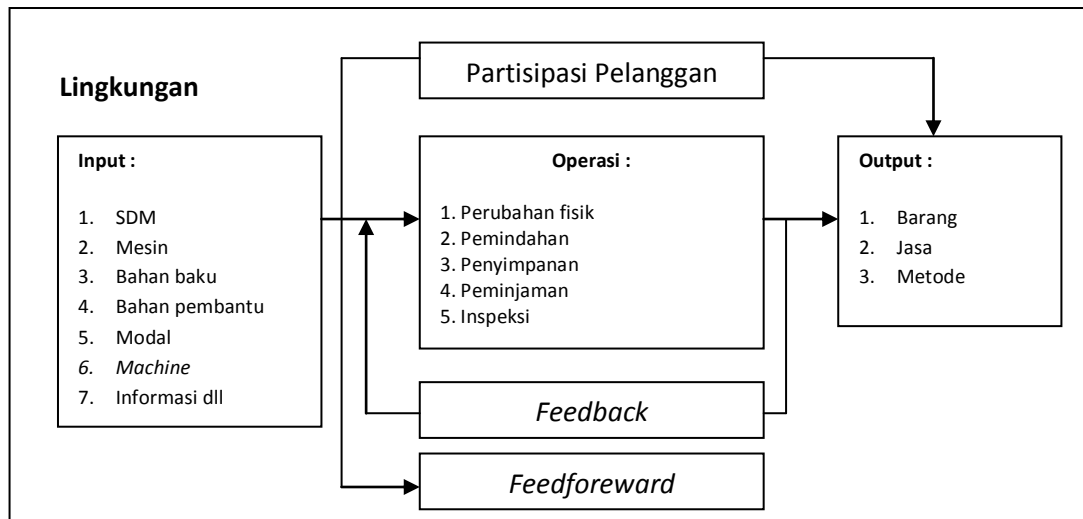 Partisipasi Pelanggan
Lingkungan
Input :
1. SDM
2. Mesin
3. Bahan baku
4. Bahan pembantu
5. Modal
6. Machine
7. Informasi dll
Operasi :
1. Perubahan fisik
2. Pemindahan
3. Penyimpanan
4. Peminjaman
5. Inspeksi
Output :
1. Barang
2. Jasa
3. Metode
Feedback
Feedforeward